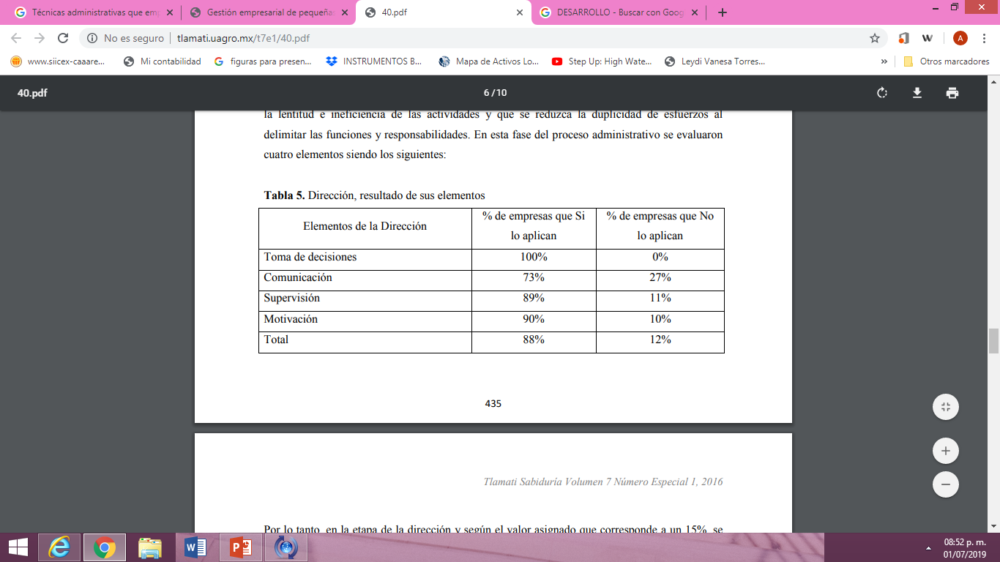 Técnicas administrativas que em
Gestión empresarial de pequeña
40.pdf
DESARROLLO - Buscar con Goog
No es seguro
tlamati.uagro.mx/t7e1/40.pdf
W
A
www.siicex-caaare...
Mi contabilidad
figuras para presen...
INSTRUMENTOS B...
Mapa de Activos Lo...
Step Up: High Wate...
Leydi Vanesa Torres...
»
Otros marcadores
40.pdf
6 / 10
la lentitud e ineficiencia de las actividades y que se reduzca la duplicidad de esfuerzos al
delimitar las funciones y responsabilidades. En esta fase del proceso administrativo se evaluaron
cuatro elementos siendo los siguientes:
Tabla 5. Dirección, resultado de sus elementos
Elementos de la Dirección
% de empresas que Si
lo aplican
% de empresas que No
lo aplican
Toma de decisiones 100% 0%
Comunicación 73% 27%
Supervisión 89% 11%
Motivación 90% 10%
Total 88% 12%
435
Tlamati Sabiduría Volumen 7 Número Especial 1, 2016
Por lo tanto, en la etapa de la dirección y según el valor asignado que corresponde a un 15%, se
08:52 p. m.
01/07/2019